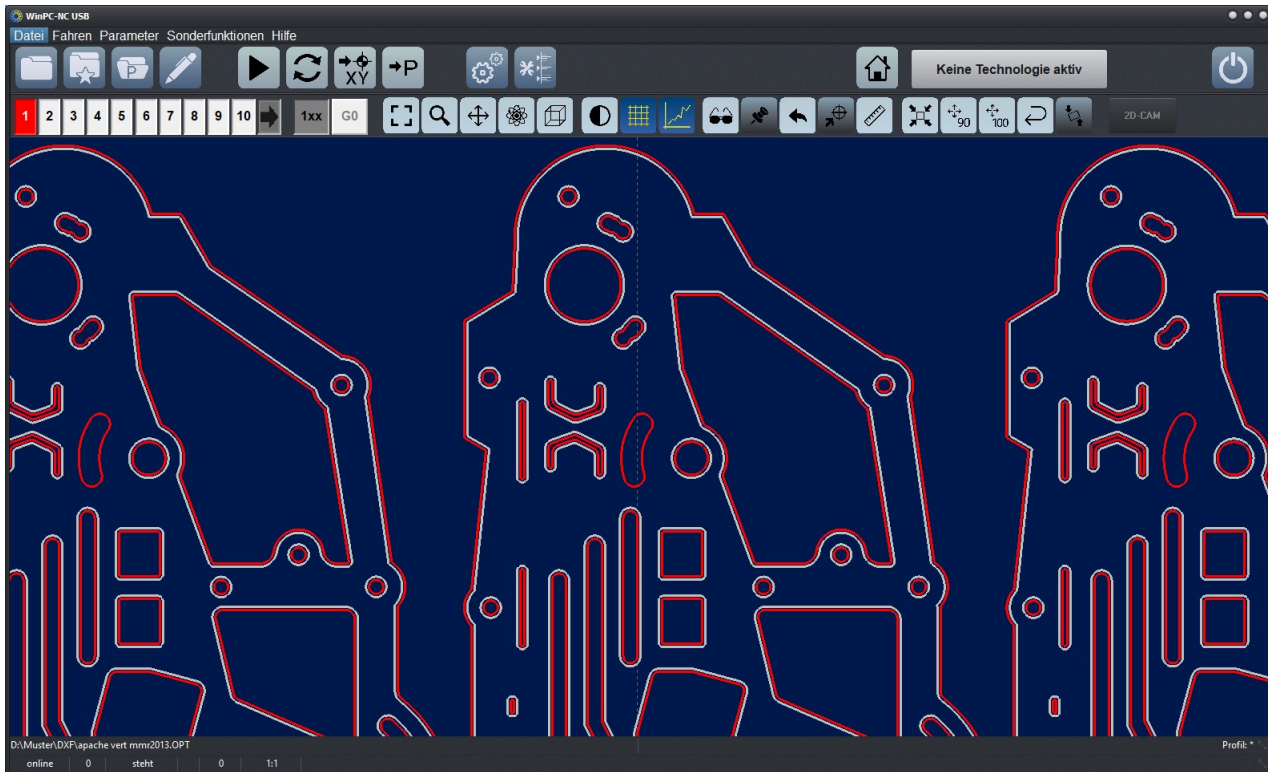 WinPC-NC USB
Datei Fahren Parameter Sonderfunktionen Hilfe
P XY P Keine Technologie aktiv
1 2 3 4 5 6 7 8 9 10 1xx G0 90 100 2D-CAM
D:\Muster\DXF\apache vert mmr2013.OPT Profil: *
online 0 steht 0 1:1